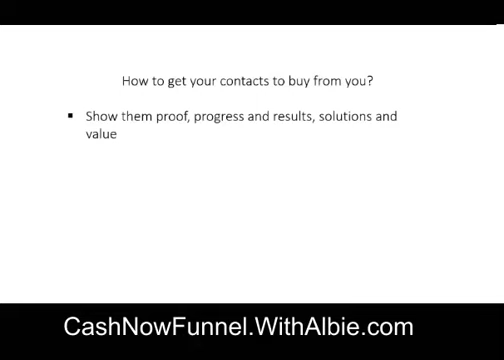 How to get your contacts to buy from you?
▪ Show them proof, progress and results, solutions and
value
CashNowFunnel.WithAlbie.com